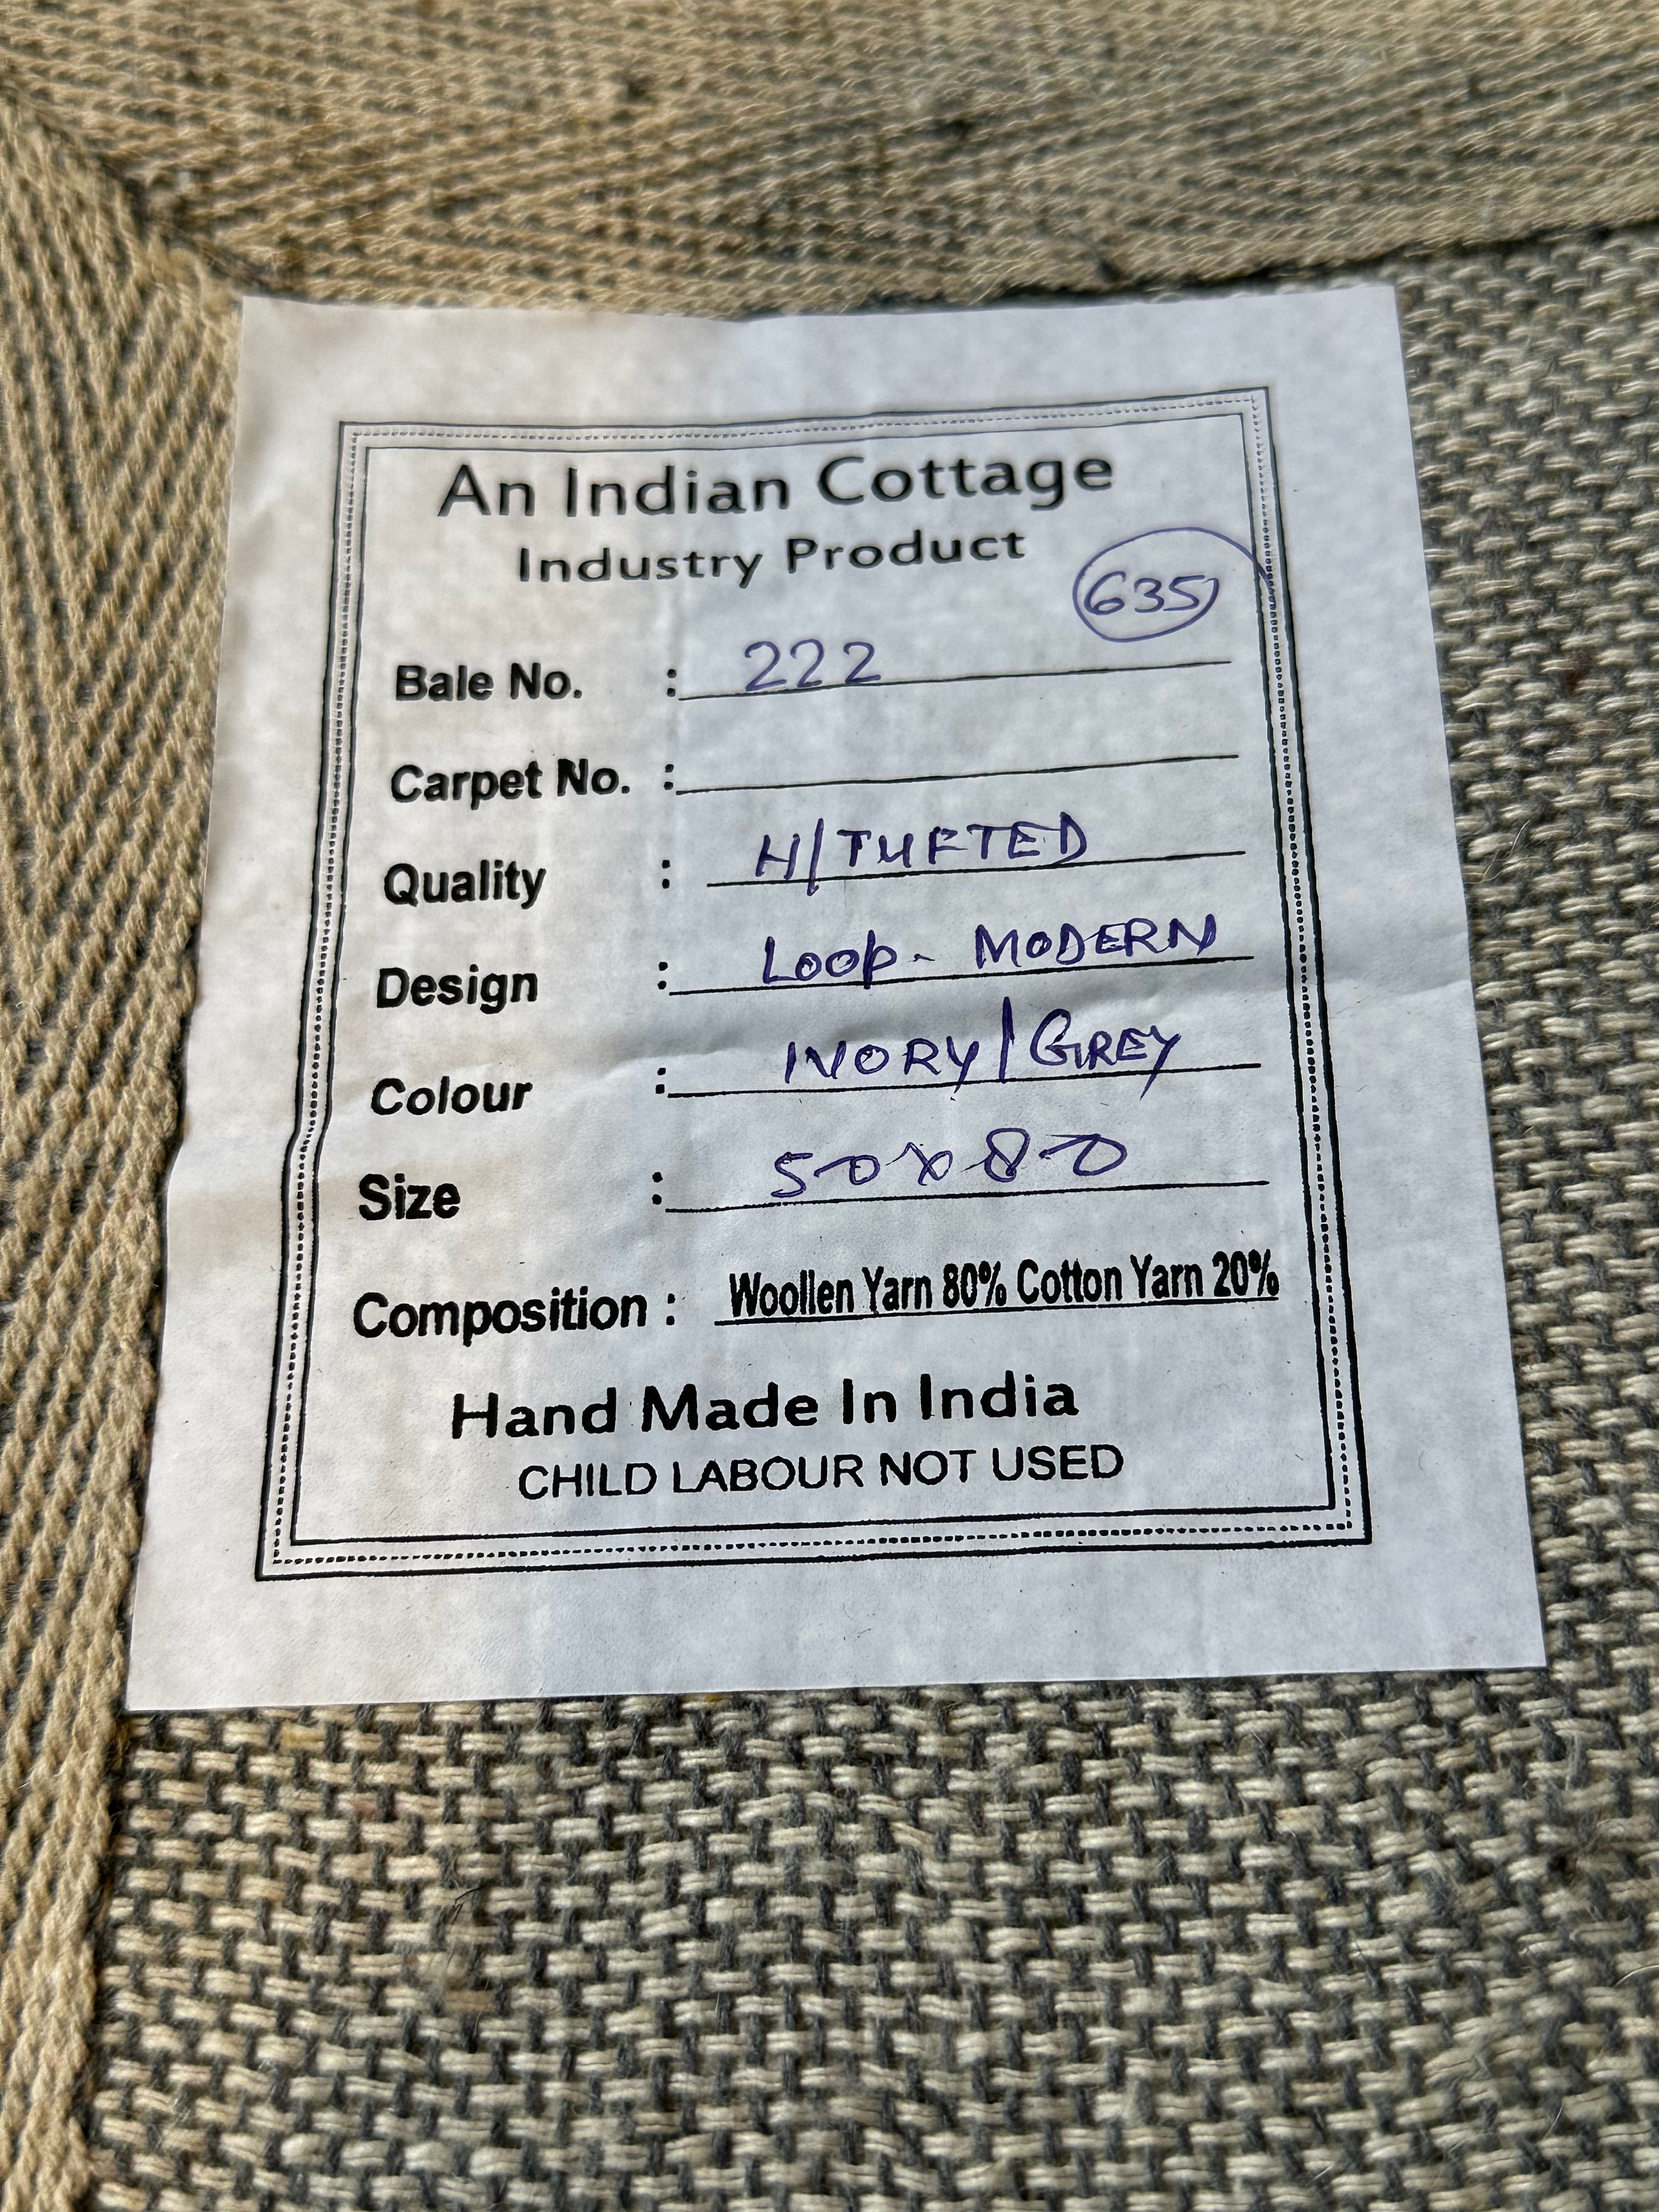 An Indian Cottage
Industry Product
635
Bale No. : 222
Carpet No. :
Quality : H/TUFTED
Design : Loop- MODERN
Colour : IVORY/GREY
Size : 50x80
Composition : Woollen Yarn 80% Cotton Yarn 20%
Hand Made In India
CHILD LABOUR NOT USED